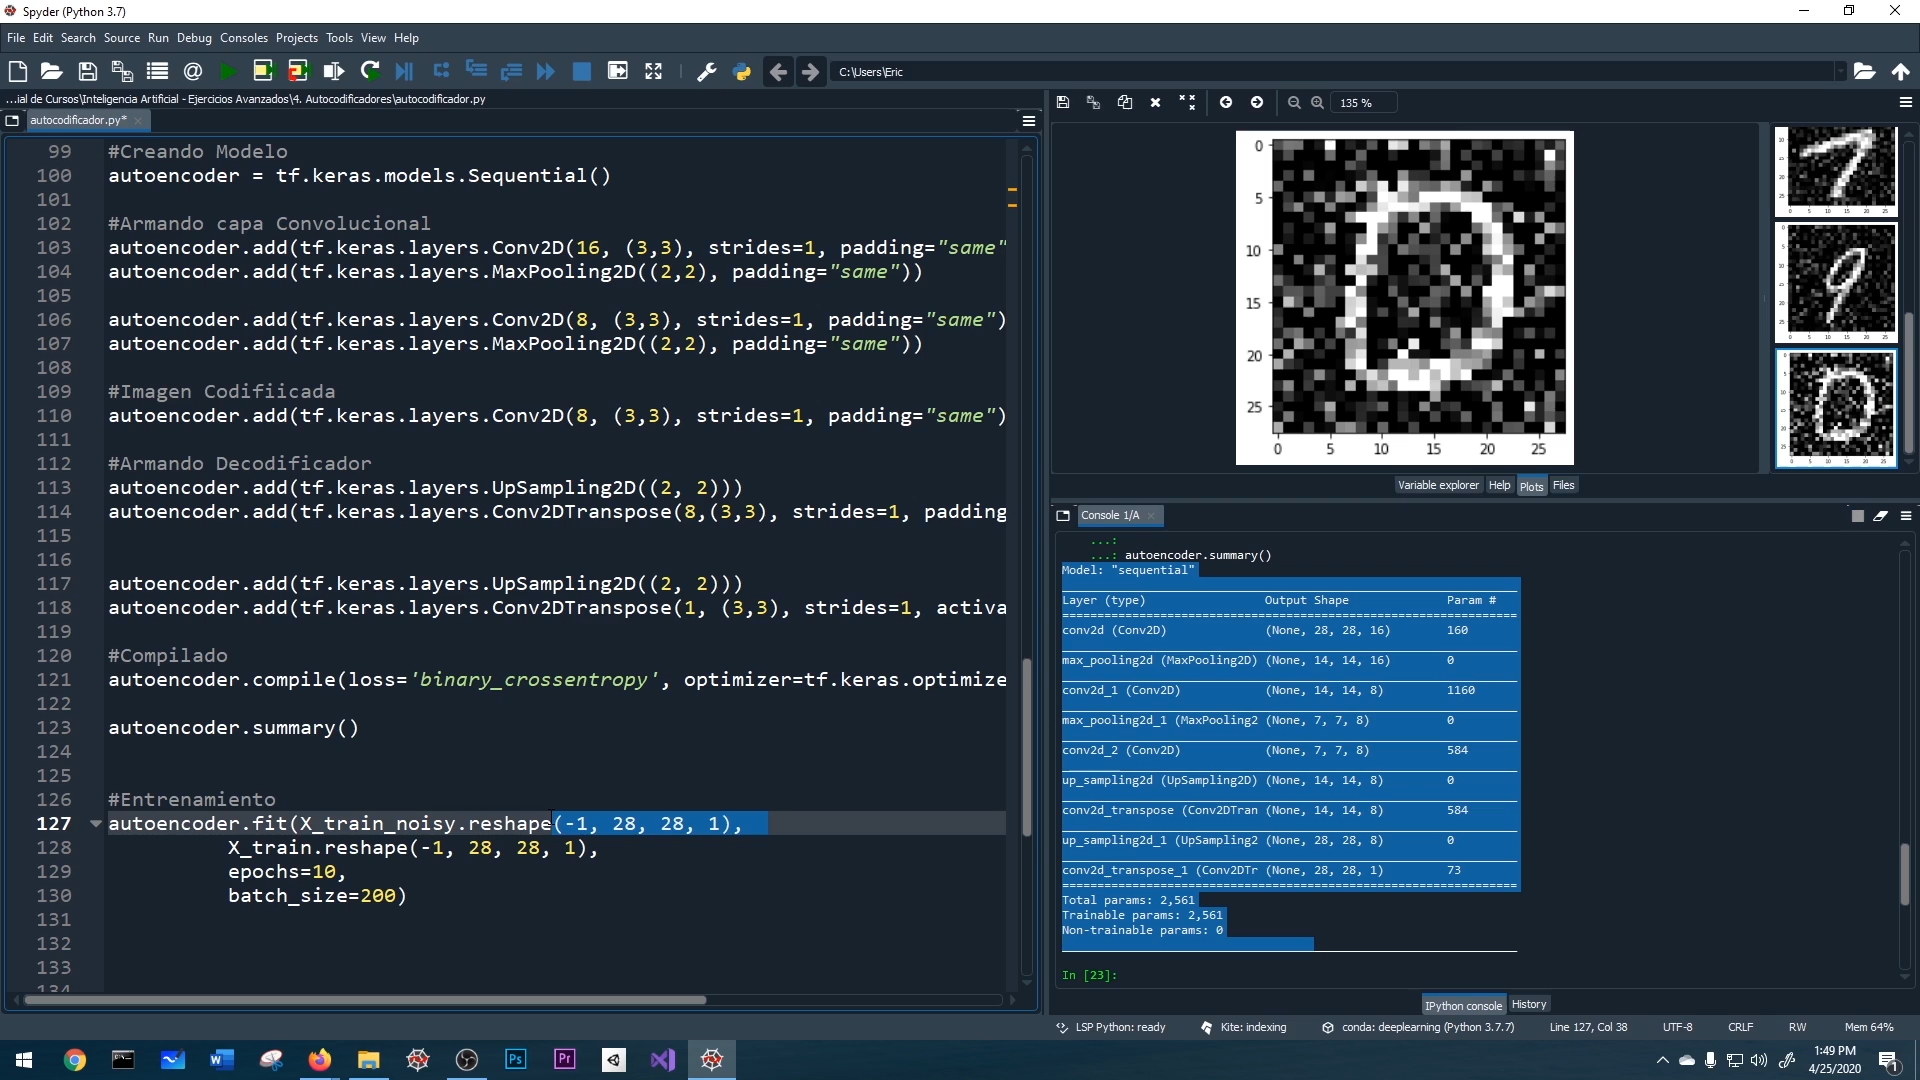 Spyder (Python 3.7)
File Edit Search Source Run Debug Consoles Projects Tools View Help
C:\Users\Eric
...ial de Cursos\Inteligencia Artificial - Ejercicios Avanzados\4. Autocodificadores\autocodificador.py
autocodificador.py*
99 #Creando Modelo
100 autoencoder = tf.keras.models.Sequential()
101
102 #Armando capa Convolucional
103 autoencoder.add(tf.keras.layers.Conv2D(16, (3,3), strides=1, padding="same"
104 autoencoder.add(tf.keras.layers.MaxPooling2D((2,2), padding="same"))
105
106 autoencoder.add(tf.keras.layers.Conv2D(8, (3,3), strides=1, padding="same")
107 autoencoder.add(tf.keras.layers.MaxPooling2D((2,2), padding="same"))
108
109 #Imagen Codifiicada
110 autoencoder.add(tf.keras.layers.Conv2D(8, (3,3), strides=1, padding="same")
111
112 #Armando Decodificador
113 autoencoder.add(tf.keras.layers.UpSampling2D((2, 2)))
114 autoencoder.add(tf.keras.layers.Conv2DTranspose(8,(3,3), strides=1, padding
115
116
117 autoencoder.add(tf.keras.layers.UpSampling2D((2, 2)))
118 autoencoder.add(tf.keras.layers.Conv2DTranspose(1, (3,3), strides=1, activa
119
120 #Compilado
121 autoencoder.compile(loss='binary_crossentropy', optimizer=tf.keras.optimize
122
123 autoencoder.summary()
124
125
126 #Entrenamiento
127 autoencoder.fit(X_train_noisy.reshape(-1, 28, 28, 1),
128 X_train.reshape(-1, 28, 28, 1),
129 epochs=10,
130 batch_size=200)
131
132
133
134
135 %
0
5
10
15
20
25
0 5 10 15 20 25
Variable explorer Help Plots Files
Console 1/A
...:
...: autoencoder.summary()
Model: "sequential"
Layer (type) Output Shape Param #
=================================================================
conv2d (Conv2D) (None, 28, 28, 16) 160
max_pooling2d (MaxPooling2D) (None, 14, 14, 16) 0
conv2d_1 (Conv2D) (None, 14, 14, 8) 1160
max_pooling2d_1 (MaxPooling2 (None, 7, 7, 8) 0
conv2d_2 (Conv2D) (None, 7, 7, 8) 584
up_sampling2d (UpSampling2D) (None, 14, 14, 8) 0
conv2d_transpose (Conv2DTran (None, 14, 14, 8) 584
up_sampling2d_1 (UpSampling2 (None, 28, 28, 8) 0
conv2d_transpose_1 (Conv2DTr (None, 28, 28, 1) 73
=================================================================
Total params: 2,561
Trainable params: 2,561
Non-trainable params: 0
In [23]:
IPython console History
LSP Python: ready Kite: indexing conda: deeplearning (Python 3.7.7) Line 127, Col 38 UTF-8 CRLF RW Mem 64%
1:49 PM
4/25/2020